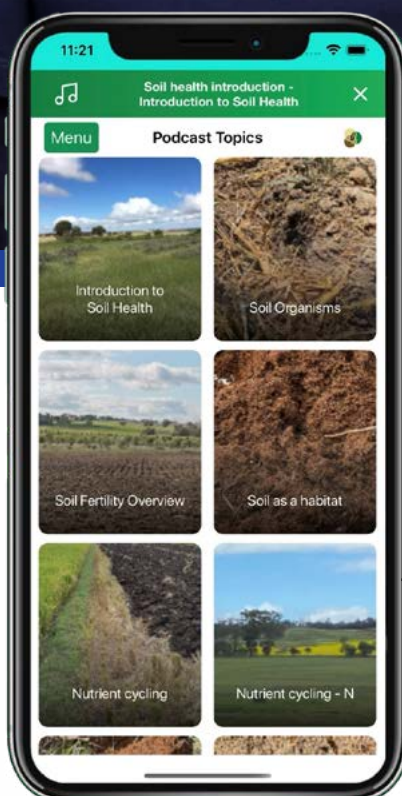 11:21
Soil health introduction -
Introduction to Soil Health
Menu
Podcast Topics
Introduction to
Soil Health
Soil Organisms
Soil Fertility Overview
Soil as a habitat
Nutrient cycling
Nutrient cycling - N